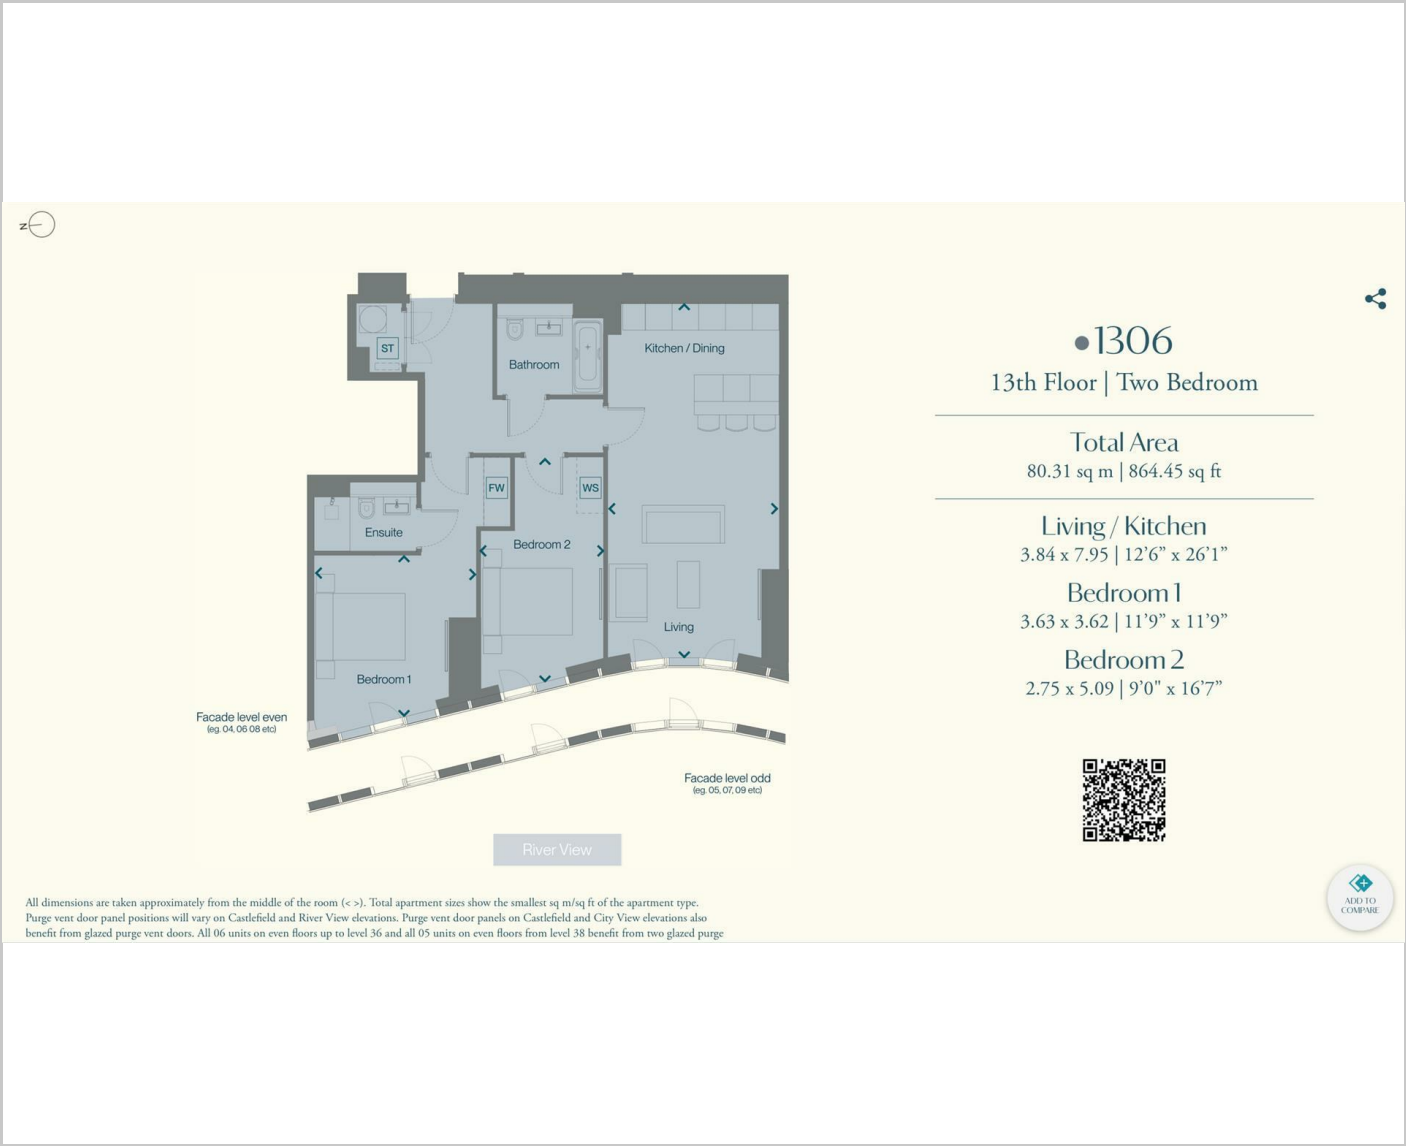 N
1306
13th Floor | Two Bedroom
Total Area
80.31 sq m | 864.45 sq ft
Living / Kitchen
3.84 x 7.95 | 12’6” x 26’1”
Bedroom 1
3.63 x 3.62 | 11’9” x 11’9”
Bedroom 2
2.75 x 5.09 | 9’0" x 16’7”
ST
Bathroom
Kitchen / Dining
FW
WS
Ensuite
Bedroom 2
Living
Bedroom 1
Facade level even
(eg. 04, 06 08 etc)
Facade level odd
(eg. 05, 07, 09 etc)
River View
ADD TO
COMPARE
All dimensions are taken approximately from the middle of the room (< >). Total apartment sizes show the smallest sq m/sq ft of the apartment type.
Purge vent door panel positions will vary on Castlefield and River View elevations. Purge vent door panels on Castlefield and City View elevations also
benefit from glazed purge vent doors. All 06 units on even floors up to level 36 and all 05 units on even floors from level 38 benefit from two glazed purge